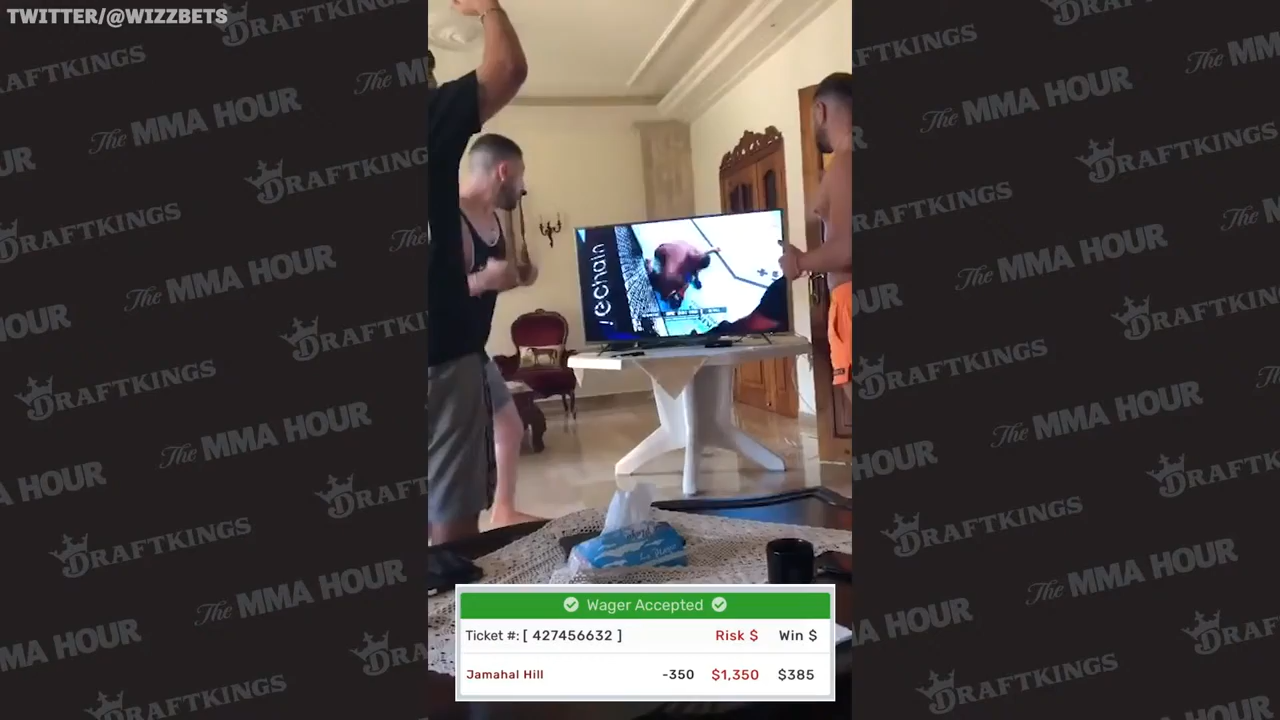 TWITTER/@WIZZBETS
DRAFTKINGS
The MMA HOUR
echain
Wager Accepted
Ticket #: [ 427456632 ] Risk $ Win $
Jamahal Hill -350 $1,350 $385